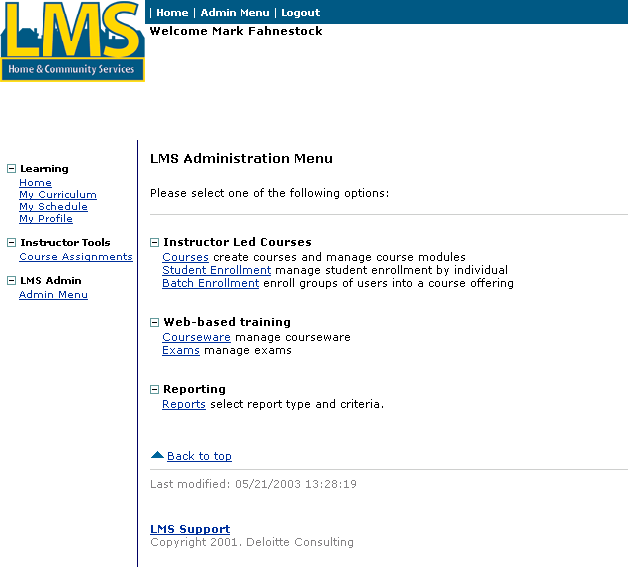 LMS
Home & Community Services
| Home | Admin Menu | Logout
Welcome Mark Fahnestock
Learning
Home
My Curriculum
My Schedule
My Profile
Instructor Tools
Course Assignments
LMS Admin
Admin Menu
LMS Administration Menu
Please select one of the following options:
Instructor Led Courses
Courses create courses and manage course modules
Student Enrollment manage student enrollment by individual
Batch Enrollment enroll groups of users into a course offering
Web-based training
Courseware manage courseware
Exams manage exams
Reporting
Reports select report type and criteria.
Back to top
Last modified: 05/21/2003 13:28:19
LMS Support
Copyright 2001. Deloitte Consulting